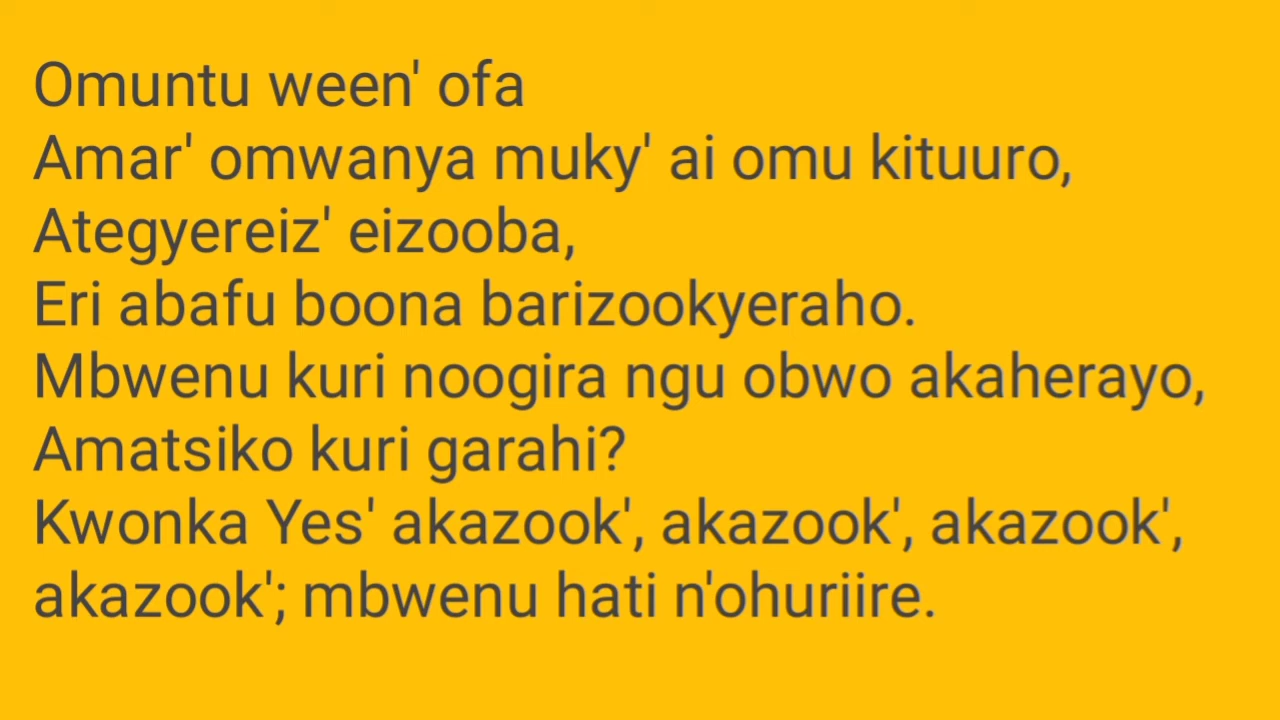 Omuntu ween' ofa
Amar' omwanya muky' ai omu kituuro,
Ategyereiz' eizooba,
Eri abafu boona barizookyeraho.
Mbwenu kuri noogira ngu obwo akaherayo,
Amatsiko kuri garahi?
Kwonka Yes' akazook', akazook', akazook',
akazook'; mbwenu hati n'ohuriire.